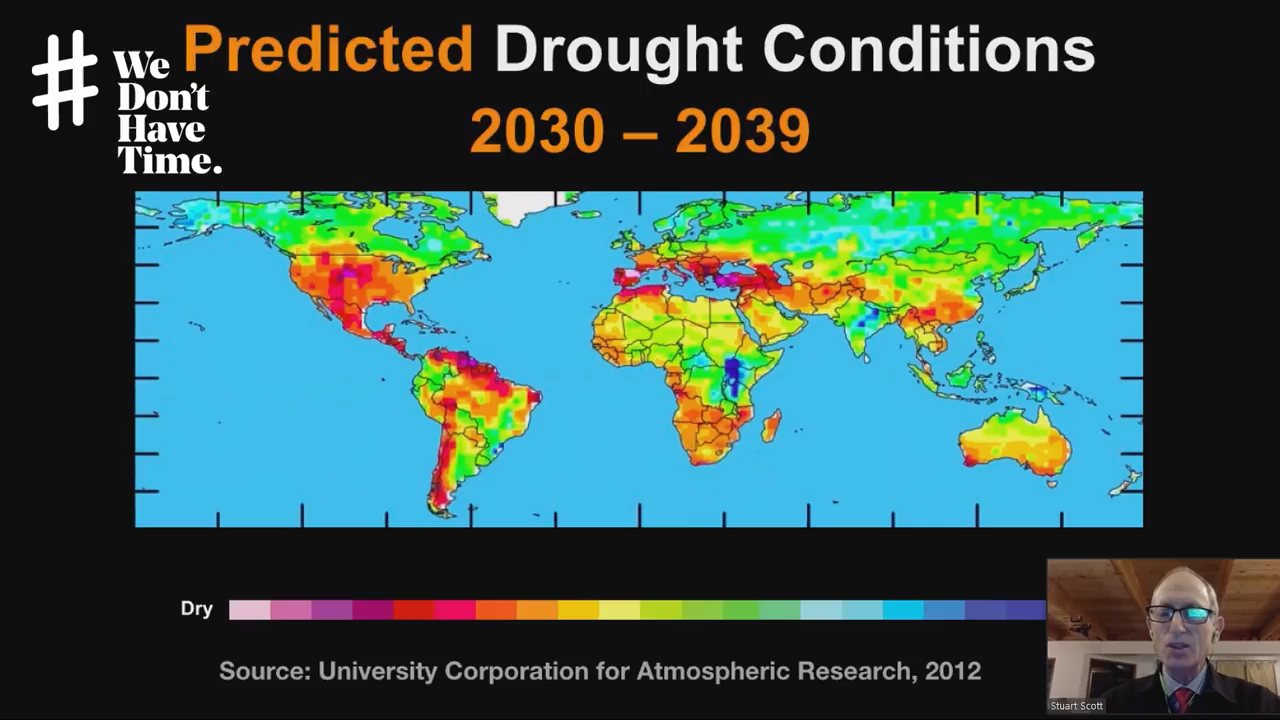 Predicted Drought Conditions
2030 – 2039
#
We
Don't
Have
Time.
Dry
Source: University Corporation for Atmospheric Research, 2012
Stuart Scott